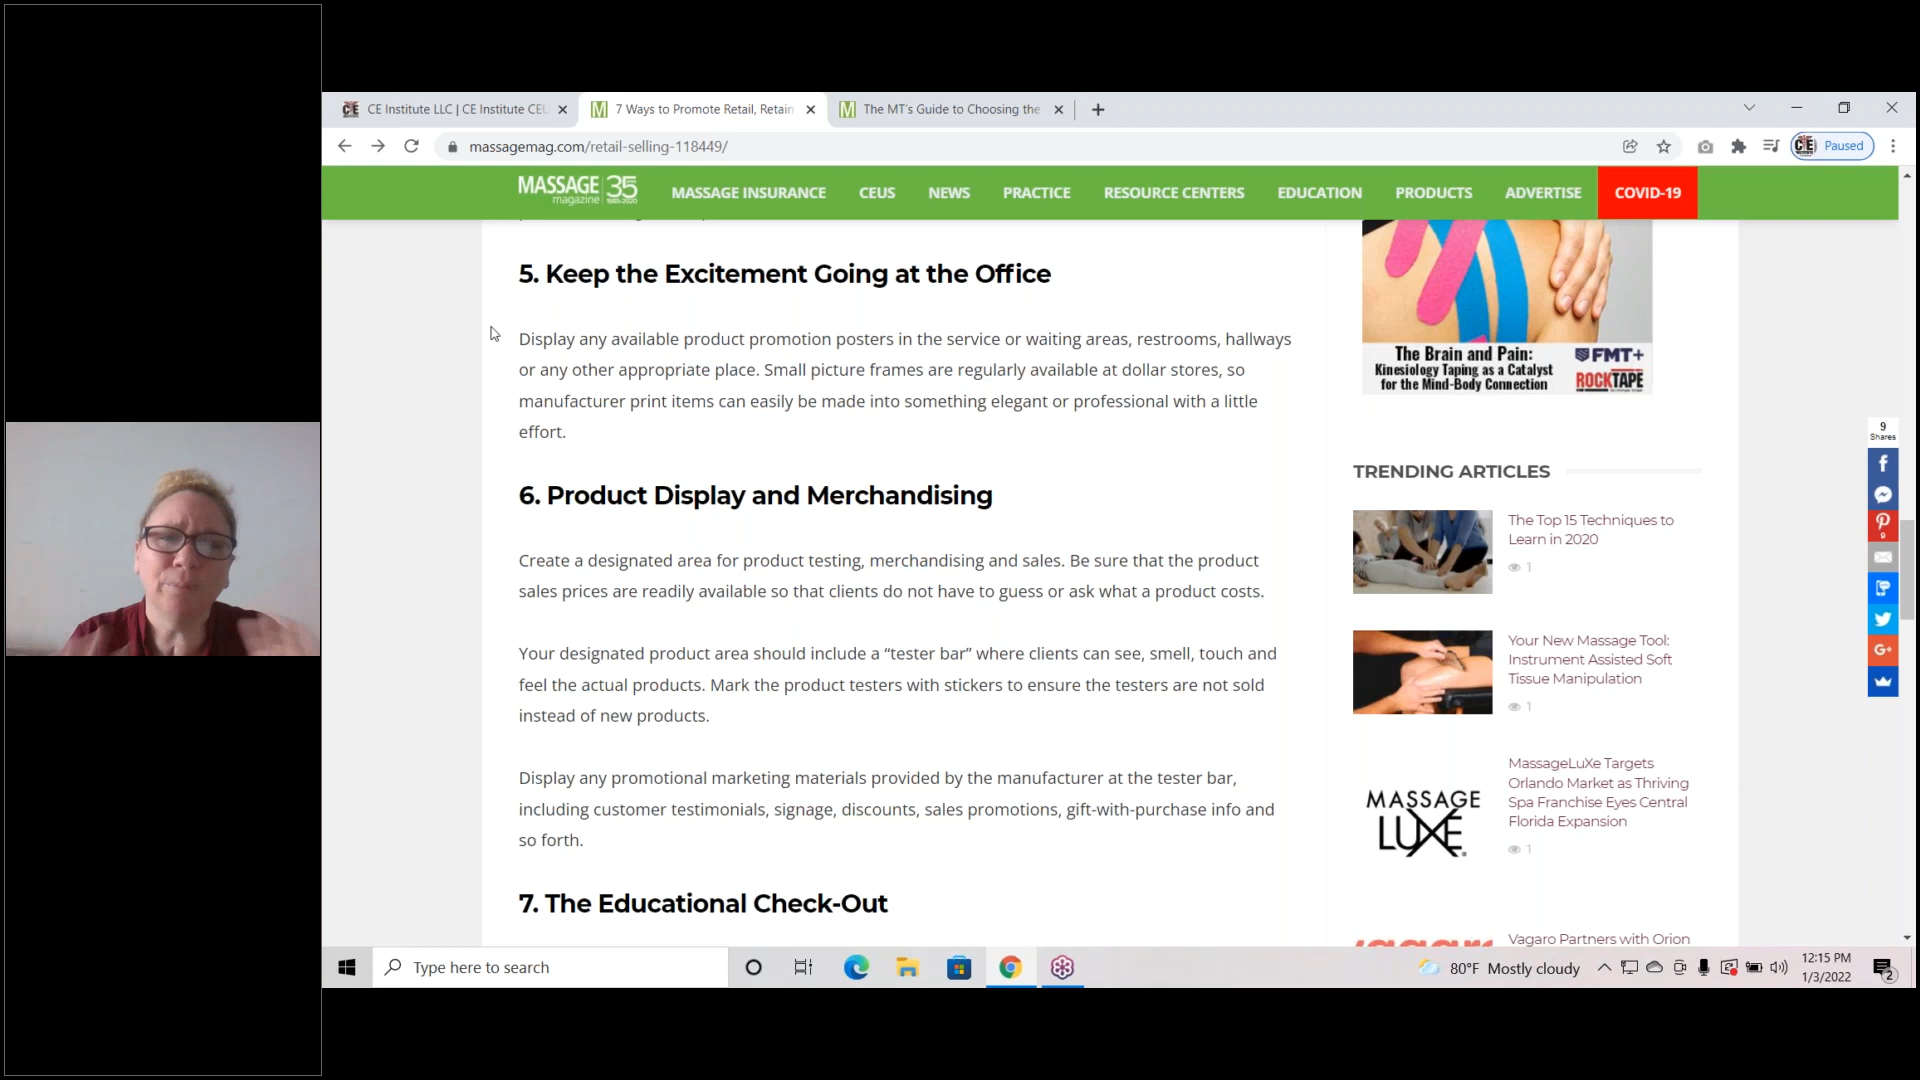 CE Institute LLC | CE Institute CEU
7 Ways to Promote Retail, Retain
The MT's Guide to Choosing the
massagemag.com/retail-selling-118449/
Paused
MASSAGE 35
magazine 1985-2020
MASSAGE INSURANCE
CEUS
NEWS
PRACTICE
RESOURCE CENTERS
EDUCATION
PRODUCTS
ADVERTISE
COVID-19
5. Keep the Excitement Going at the Office
Display any available product promotion posters in the service or waiting areas, restrooms, hallways
or any other appropriate place. Small picture frames are regularly available at dollar stores, so
manufacturer print items can easily be made into something elegant or professional with a little
effort.
6. Product Display and Merchandising
Create a designated area for product testing, merchandising and sales. Be sure that the product
sales prices are readily available so that clients do not have to guess or ask what a product costs.
Your designated product area should include a “tester bar” where clients can see, smell, touch and
feel the actual products. Mark the product testers with stickers to ensure the testers are not sold
instead of new products.
Display any promotional marketing materials provided by the manufacturer at the tester bar,
including customer testimonials, signage, discounts, sales promotions, gift-with-purchase info and
so forth.
7. The Educational Check-Out
The Brain and Pain:
Kinesiology Taping as a Catalyst
for the Mind-Body Connection
FMT+
ROCKTAPE
TRENDING ARTICLES
The Top 15 Techniques to
Learn in 2020
1
Your New Massage Tool:
Instrument Assisted Soft
Tissue Manipulation
1
MASSAGE
LUXE
MassageLuXe Targets
Orlando Market as Thriving
Spa Franchise Eyes Central
Florida Expansion
1
Vagaro Partners with Orion
9
Shares
9
Type here to search
80°F Mostly cloudy
12:15 PM
1/3/2022
2